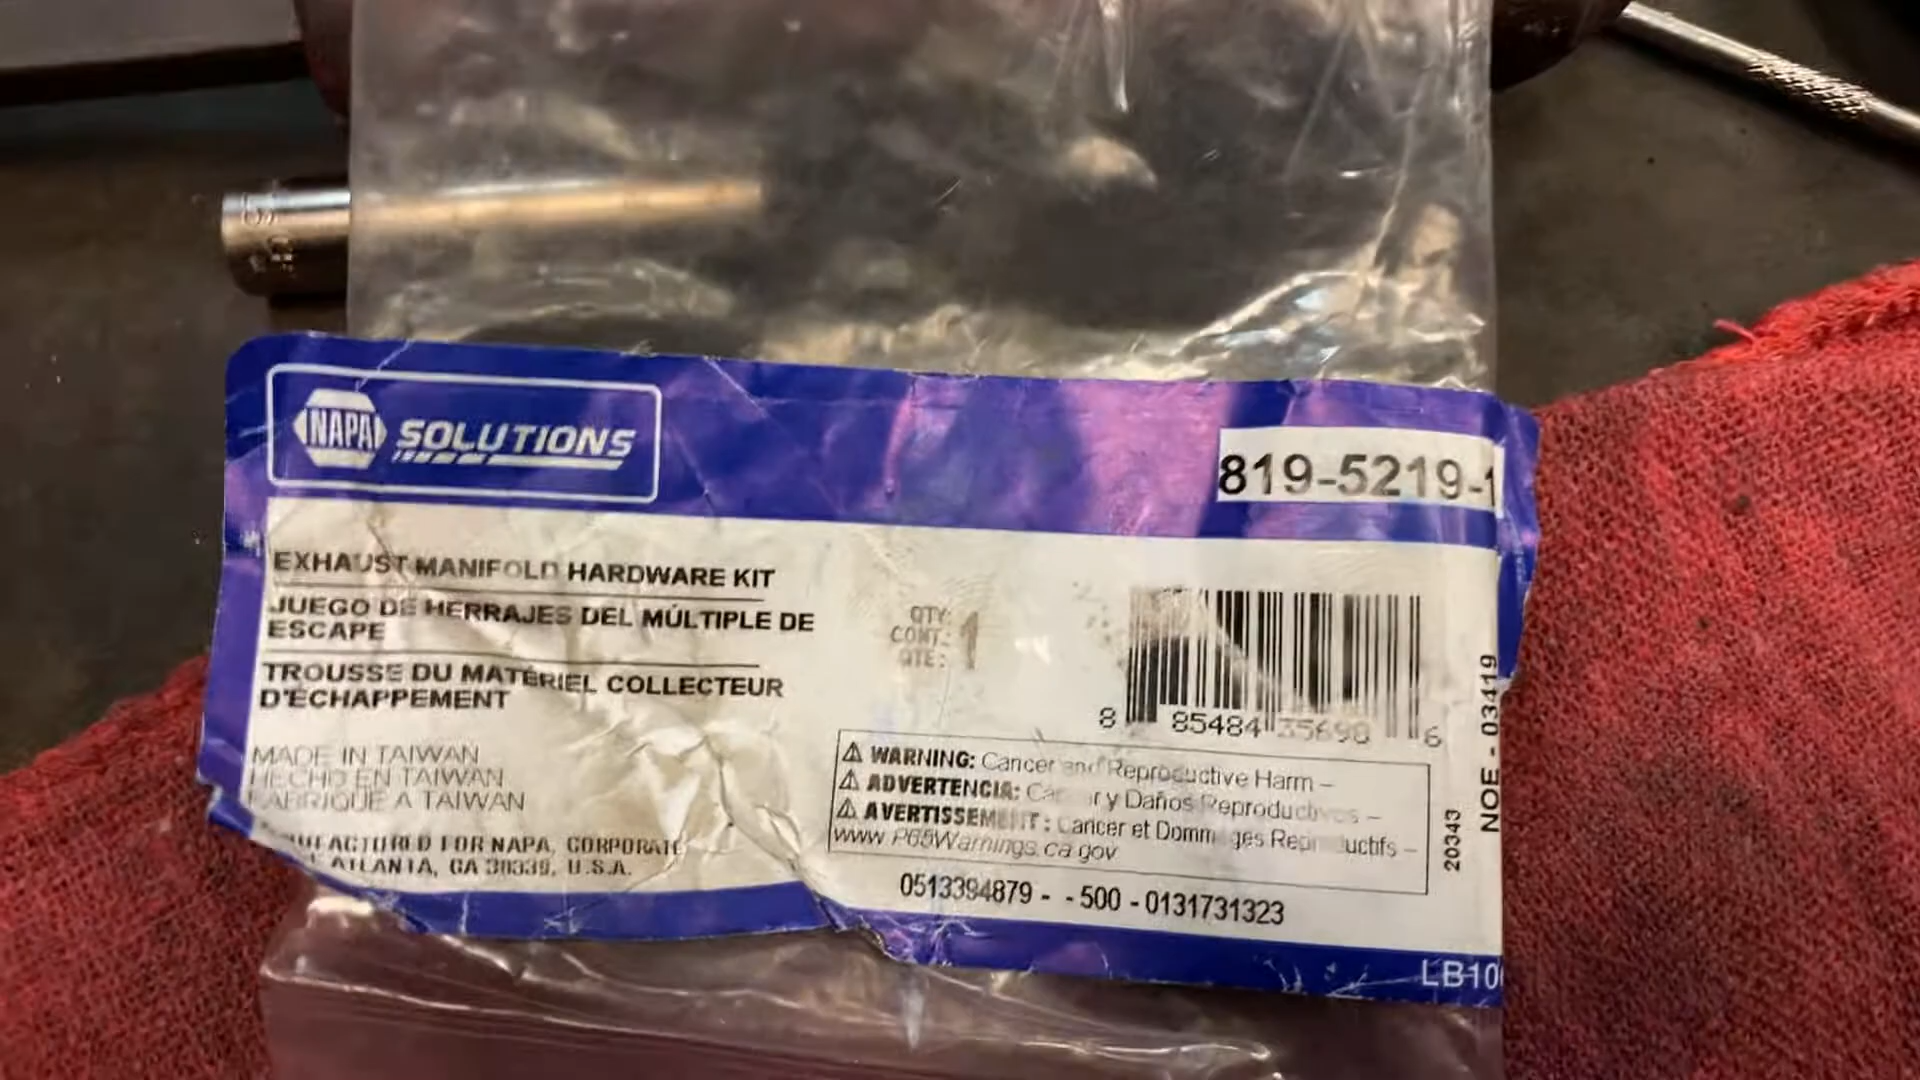 NAPA SOLUTIONS
819-5219-1
EXHAUST MANIFOLD HARDWARE KIT
JUEGO DE HERRAJES DEL MÚLTIPLE DE
ESCAPE
TROUSSE DU MATÉRIEL COLLECTEUR
D'ÉCHAPPEMENT
QTY:
CONT.:
QTE:
1
MADE IN TAIWAN
HECHO EN TAIWAN
FABRIQUÉ À TAIWAN
FOR NAPA, CORPORATE
ATLANTA, GA 30339, U.S.A.
8 85484 35698 6
WARNING: Cancer and Reproductive Harm –
ADVERTENCIA: y Daños Reproductivos –
AVERTISSEMENT : Cancer et –
www.P65Warnings.ca.gov
0513394879 - - 500 - 0131731323
20343
NOE - 03419
LB10